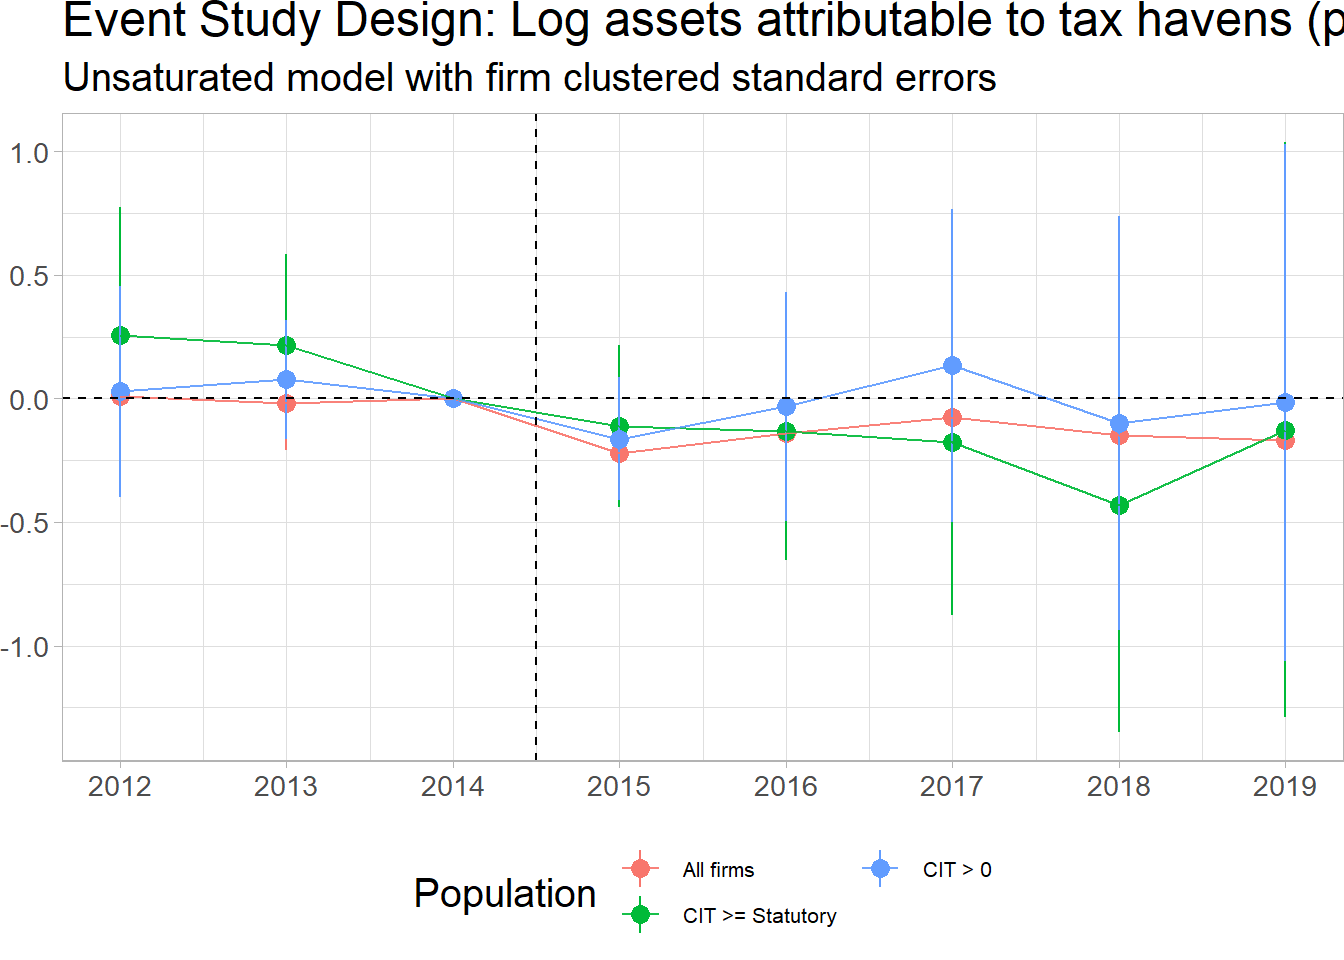 Event Study Design: Log assets attributable to tax havens (p
Unsaturated model with firm clustered standard errors
1.0
0.5
0.0
-0.5
-1.0
2012 2013 2014 2015 2016 2017 2018 2019
Population
All firms
CIT >= Statutory
CIT > 0